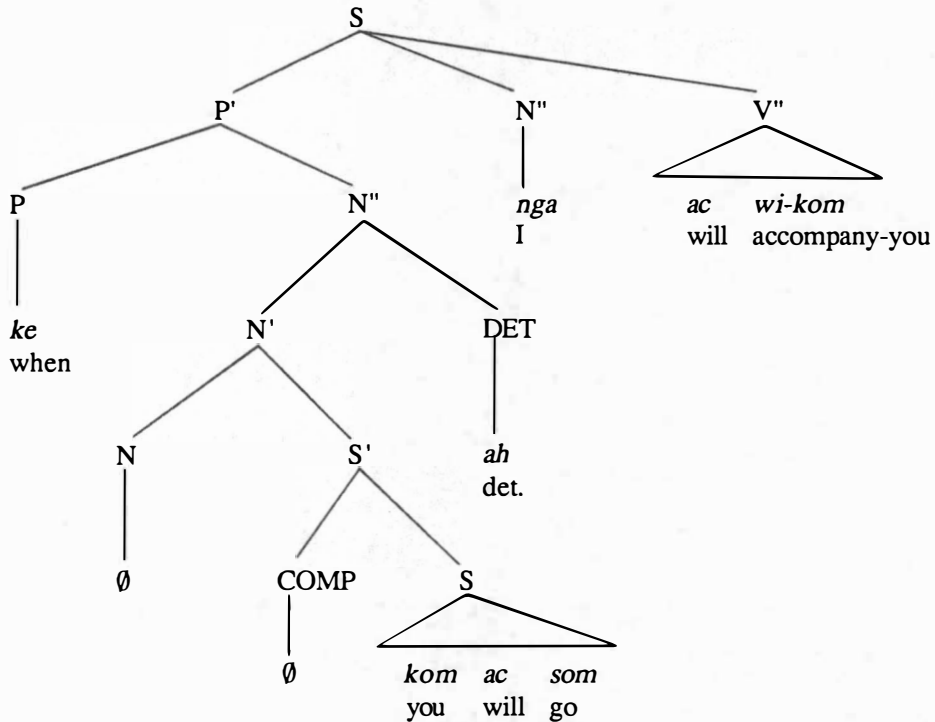 S
P' N" V"
P N" nga ac wi-kom
I will accompany-you
ke N' DET
when
N S' ah
det.
∅ COMP S
∅ kom ac som
you will go